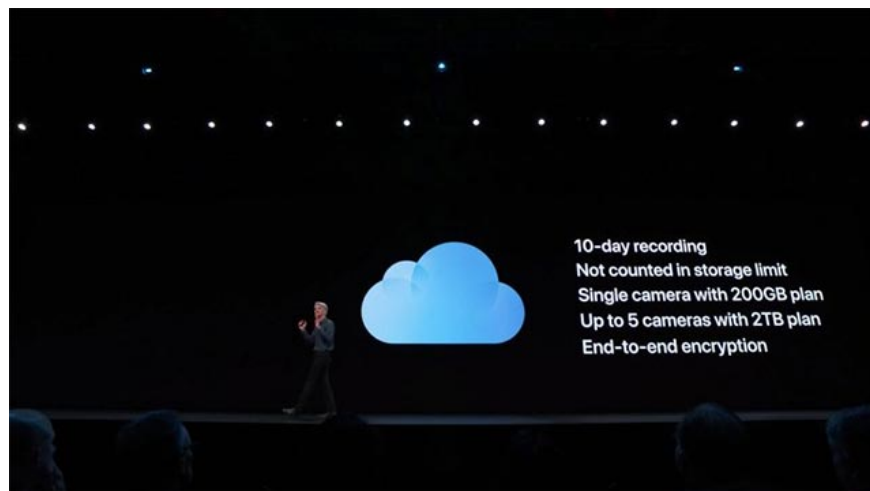 10-day recording
Not counted in storage limit
Single camera with 200GB plan
Up to 5 cameras with 2TB plan
End-to-end encryption